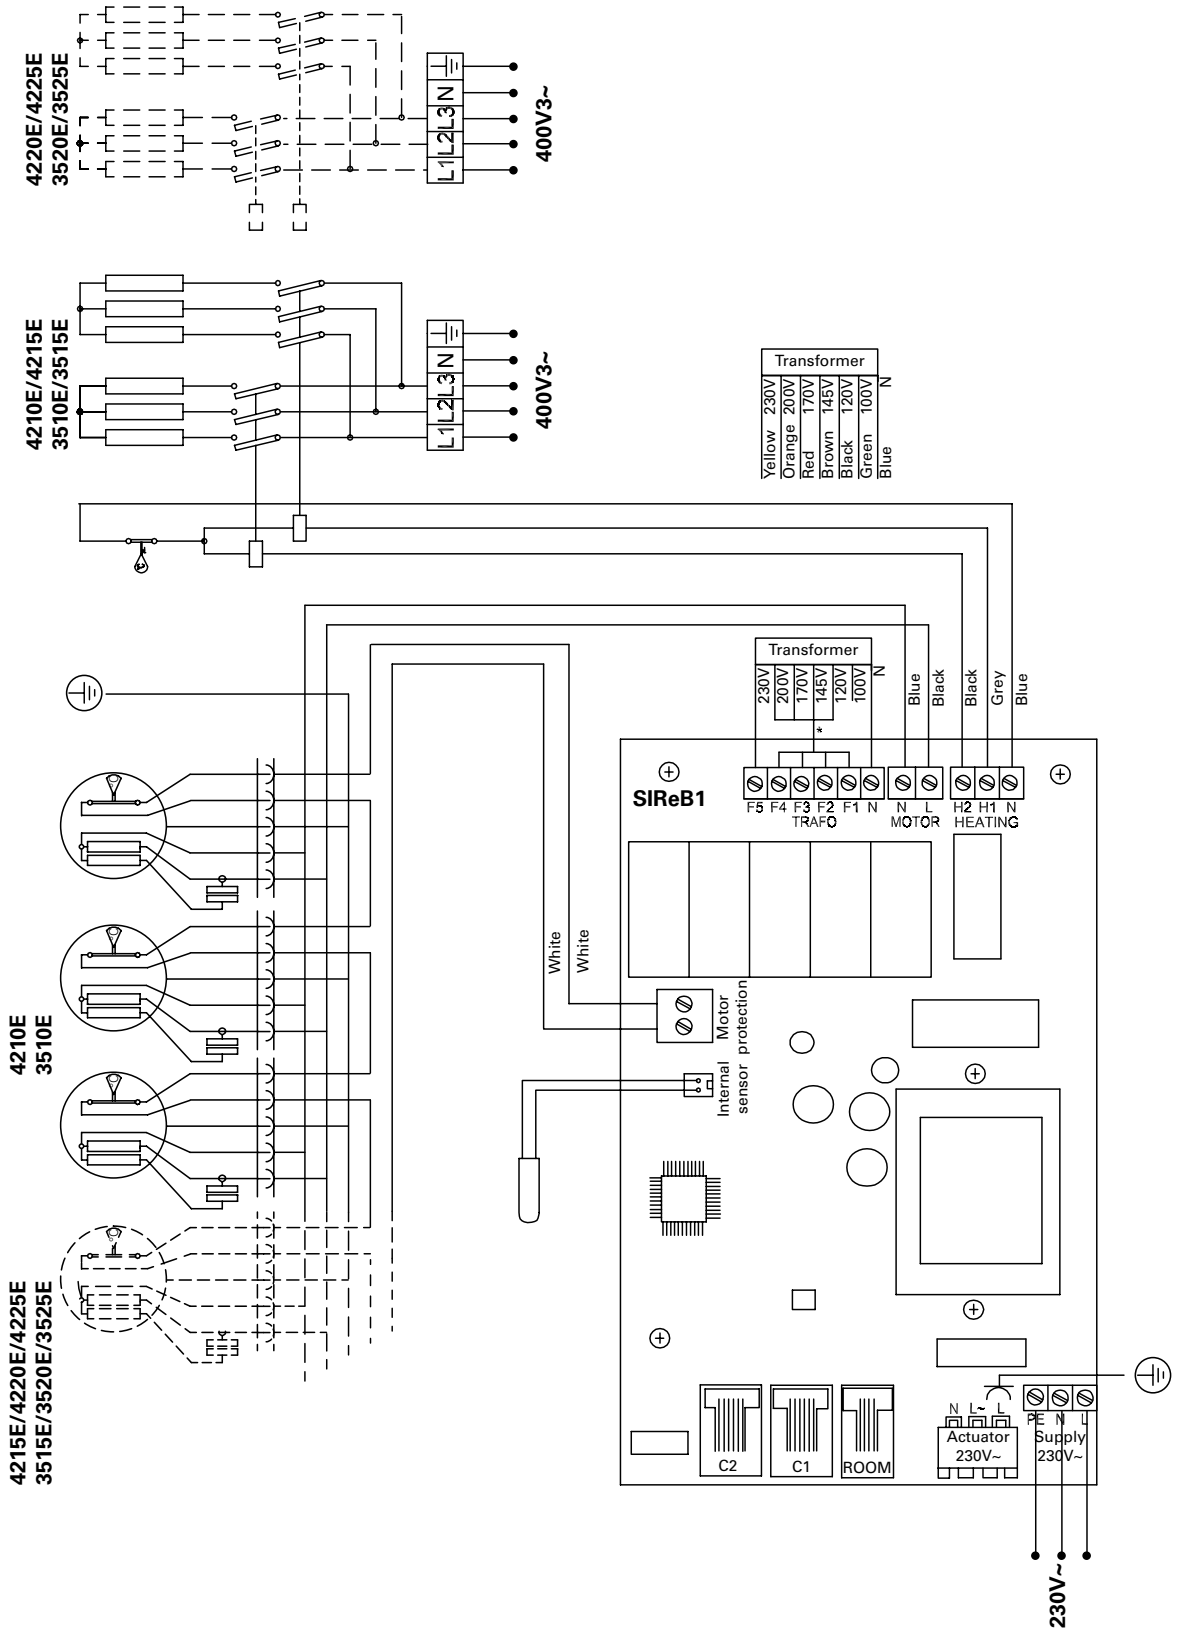 4220E/4225E
3520E/3525E
L1 L2 L3 N
400V3~
4210E/4215E
3510E/3515E
L1 L2 L3 N
400V3~
Transformer
Yellow 230V
Orange 200V
Red 170V
Brown 145V
Black 120V
Green 100V
Blue N
Transformer
230V
200V
170V
145V
120V
100V
N
*
Blue
Black
Black
Grey
Blue
SIReB1
F5 F4 F3 F2 F1 N
TRAFO
N L
MOTOR
H2 H1 N
HEATING
4210E
3510E
White
White
Motor
protection
Internal
sensor
4215E/4220E/4225E
3515E/3520E/3525E
C2
C1
ROOM
N L~ L
Actuator
230V~
PE N L
Supply
230V~
230V~